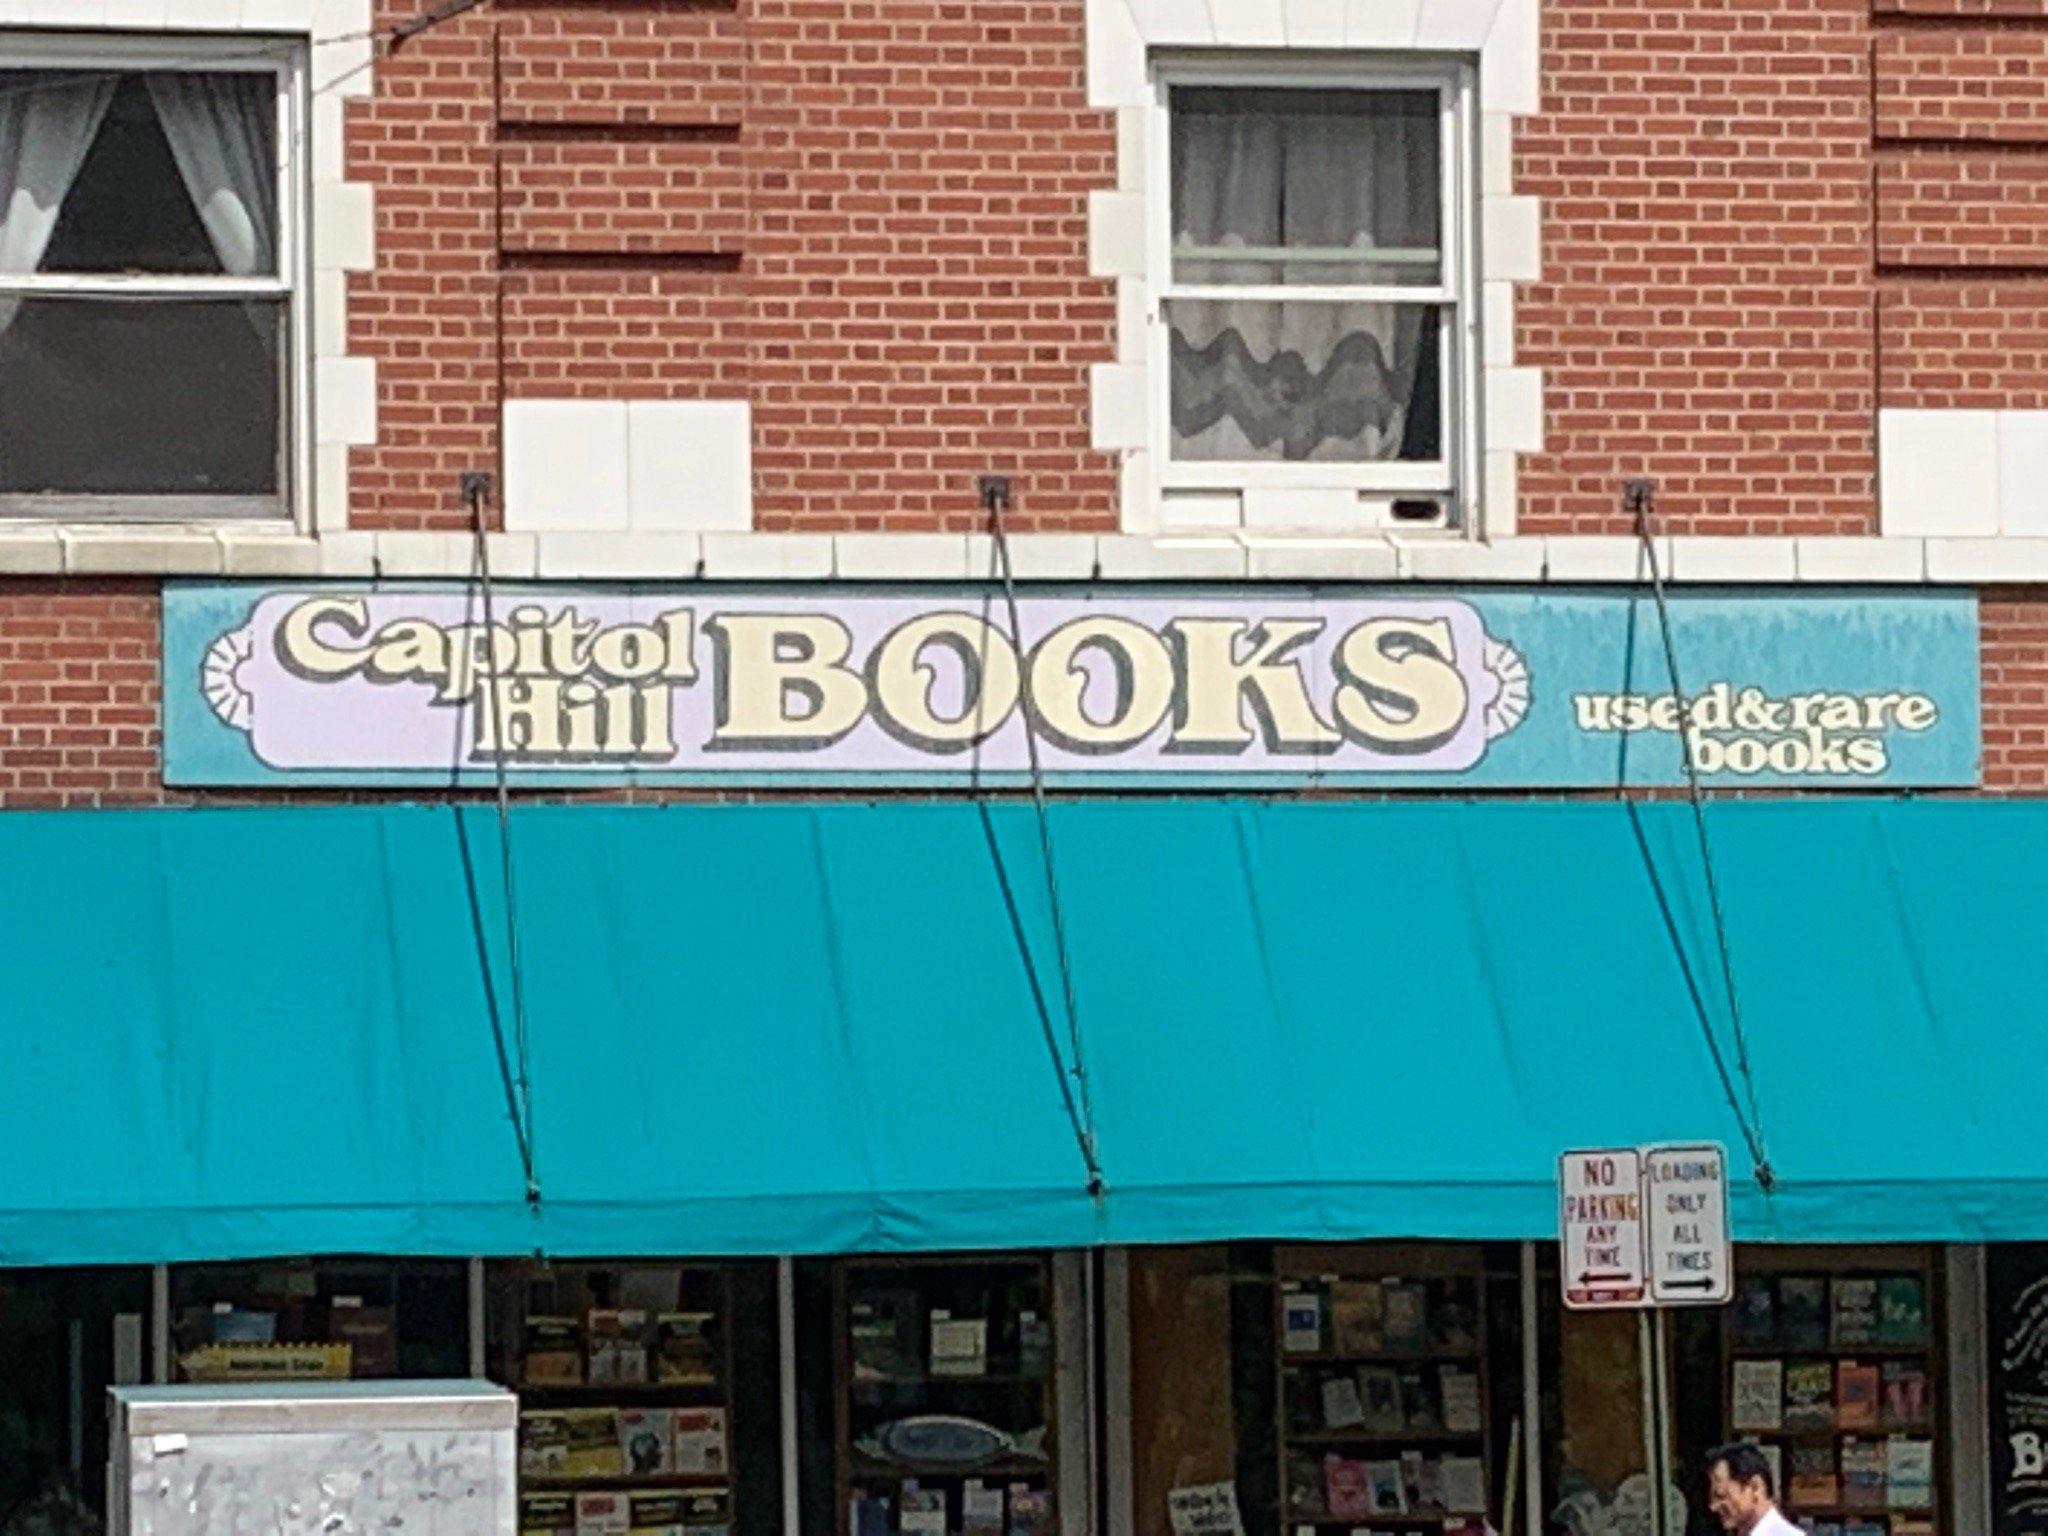 Capitol
Hill
BOOKS
used & rare
books
NO
PARKING
ANY
TIME
LOADING
ONLY
ALL
TIMES